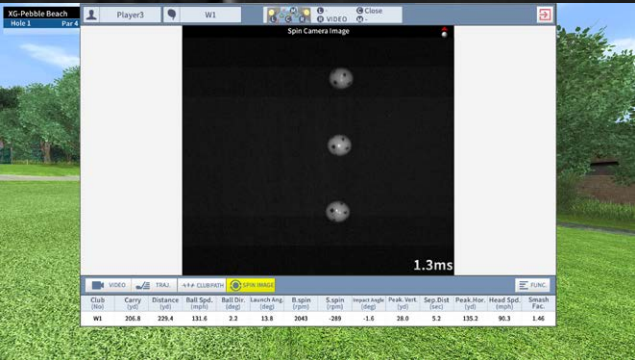 XG-Pebble Beach
Hole 1 Par 4
Player3 W1
L - C Close
R VIDEO M -
Spin Camera Image
1.3ms
VIDEO TRAJ. CLUBPATH SPIN IMAGE FUNC.
Club Carry Distance Ball Spd. Ball Dir. Launch Ang. B.spin S.spin Impact Angle Peak. Vert. Sep.Dist Peak.Hor. Head Spd. Smash
(No) (yd) (yd) (mph) (deg) (deg) (rpm) (rpm) (deg) (yd) (sec) (yd) (mph) Fac.
W1 206.8 229.4 131.6 2.2 13.8 2043 -289 -1.6 28.0 5.2 135.2 90.3 1.46